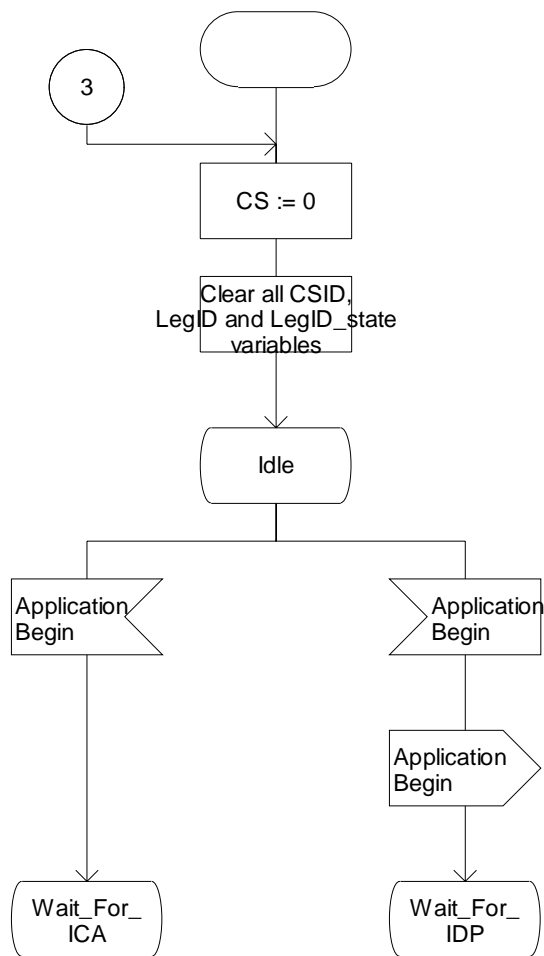 3
CS := 0
Clear all CSID,
LegID and LegID_state
variables
Idle
Application
Begin
Application
Begin
Application
Begin
Wait_For_
ICA
Wait_For_
IDP